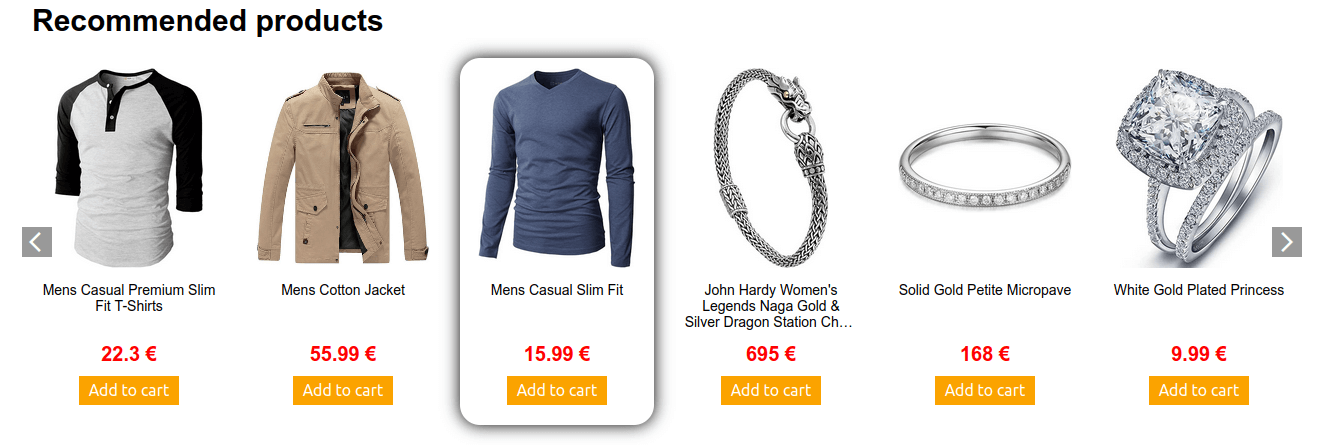 Recommended products
Mens Casual Premium Slim
Fit T-Shirts
22.3 €
Add to cart
Mens Cotton Jacket
55.99 €
Add to cart
Mens Casual Slim Fit
15.99 €
Add to cart
John Hardy Women's
Legends Naga Gold &
Silver Dragon Station Ch…
695 €
Add to cart
Solid Gold Petite Micropave
168 €
Add to cart
White Gold Plated Princess
9.99 €
Add to cart